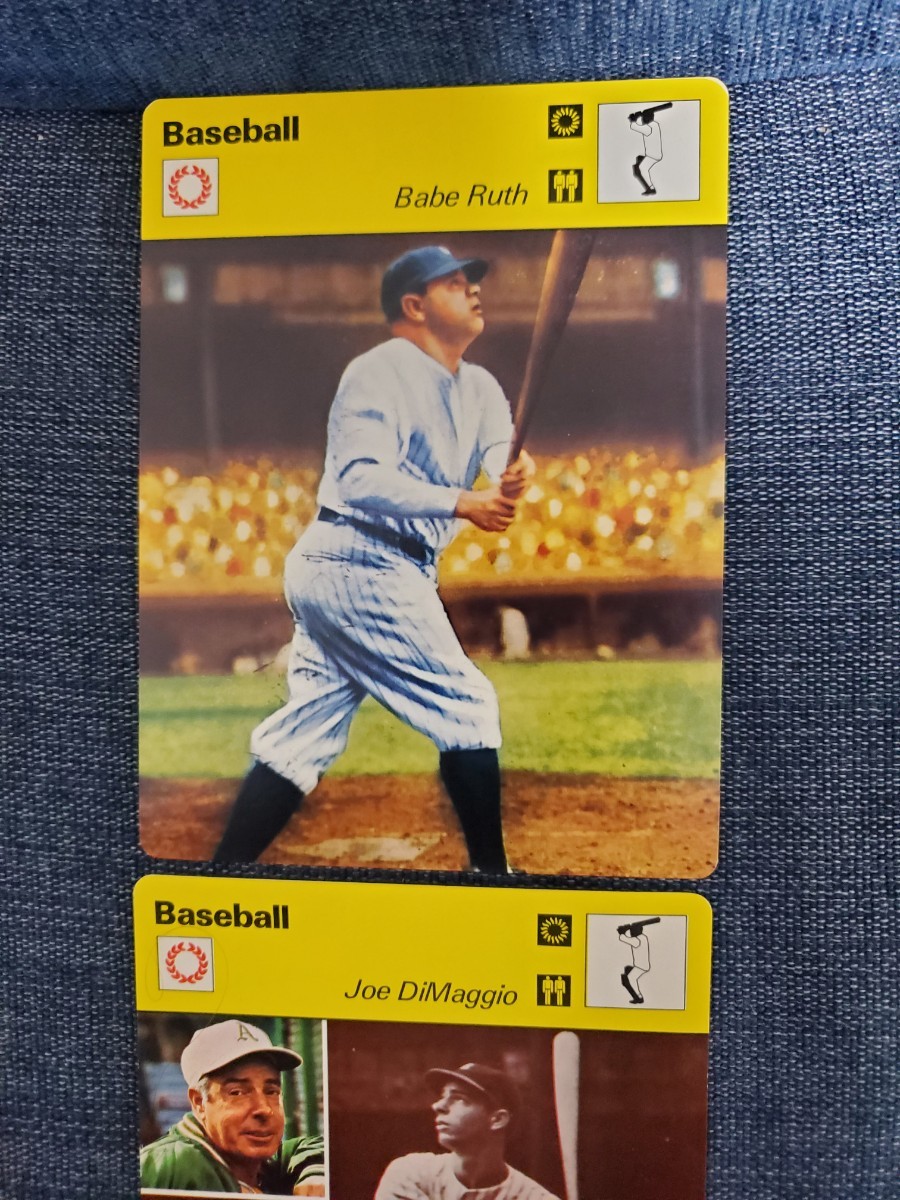 Baseball
Babe Ruth
Baseball
Joe DiMaggio
A